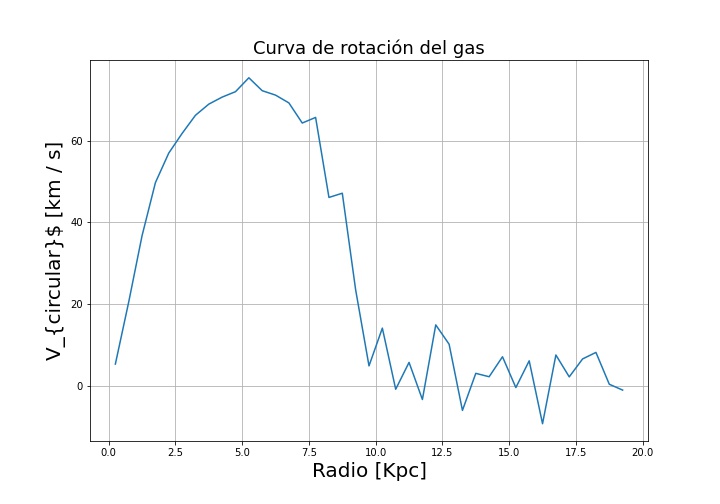 Curva de rotación del gas
V_{circular}$ [km / s]
60
40
20
0
0.0 2.5 5.0 7.5 10.0 12.5 15.0 17.5 20.0
Radio [Kpc]